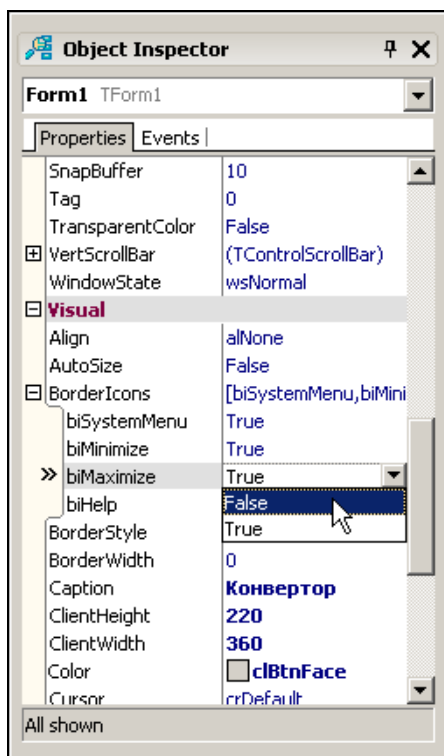 Object Inspector
Form1 TForm1
Properties Events
SnapBuffer 10
Tag 0
TransparentColor False
VertScrollBar (TControlScrollBar)
WindowState wsNormal
Visual
Align alNone
AutoSize False
BorderIcons [biSystemMenu,biMini
biSystemMenu True
biMinimize True
biMaximize True
biHelp False
BorderStyle True
BorderWidth 0
Caption Конвертор
ClientHeight 220
ClientWidth 360
Color clBtnFace
Cursor crDefault
All shown